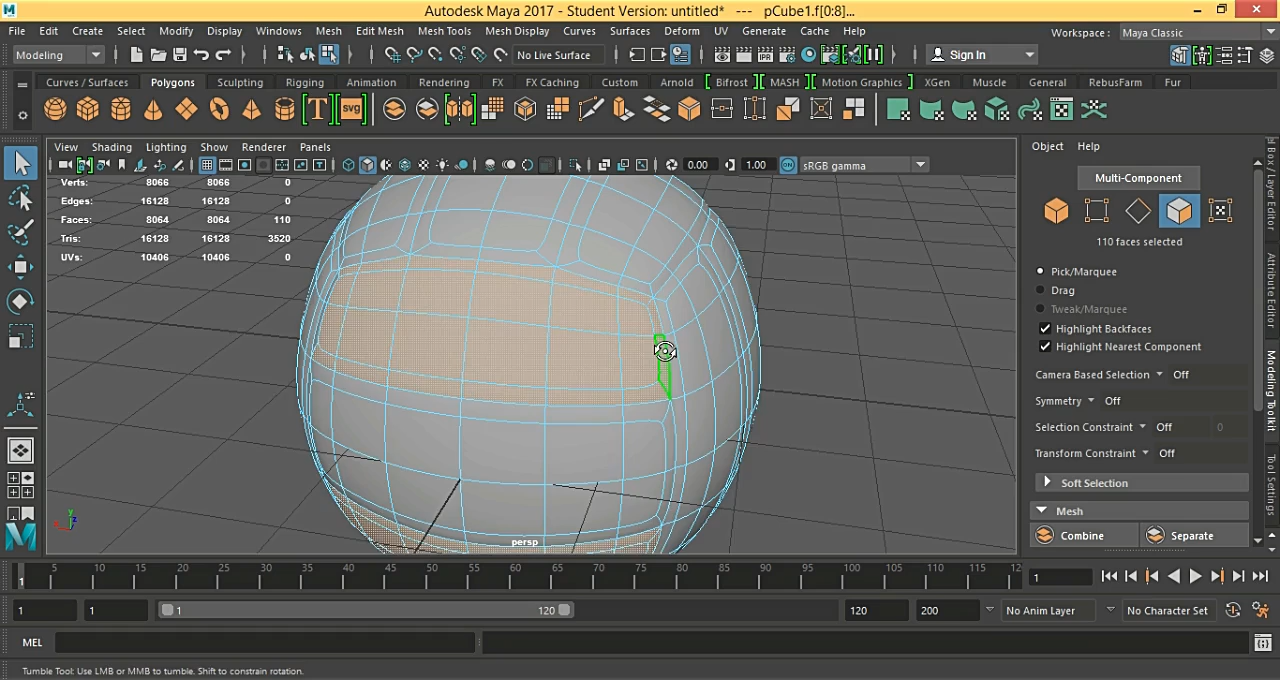 Autodesk Maya 2017 - Student Version: untitled* --- pCube1.f[0:8]...
File Edit Create Select Modify Display Windows Mesh Edit Mesh Mesh Tools Mesh Display Curves Surfaces Deform UV Generate Cache Help Workspace : Maya Classic
Modeling No Live Surface Sign In
Curves / Surfaces Polygons Sculpting Rigging Animation Rendering FX FX Caching Custom Arnold Bifrost MASH Motion Graphics XGen Muscle General RebusFarm Fur
T svg
View Shading Lighting Show Renderer Panels
0.00 1.00 ON sRGB gamma
Verts: 8066 8066 0
Edges: 16128 16128 0
Faces: 8064 8064 110
Tris: 16128 16128 3520
UVs: 10406 10406 0
persp
Object Help
Multi-Component
110 faces selected
Pick/Marquee
Drag
Tweak/Marquee
Highlight Backfaces
Highlight Nearest Component
Camera Based Selection Off
Symmetry Off
Selection Constraint Off 0
Transform Constraint Off
Soft Selection
Mesh
Combine Separate
Box / Layer Editor
Attribute Editor
Modeling Toolkit
Tool Settings
1 5 10 15 20 25 30 35 40 45 50 55 60 65 70 75 80 85 90 95 100 105 110 115 12
1
1 1 1 120 120 200 No Anim Layer No Character Set
MEL
Tumble Tool: Use LMB or MMB to tumble. Shift to constrain rotation.